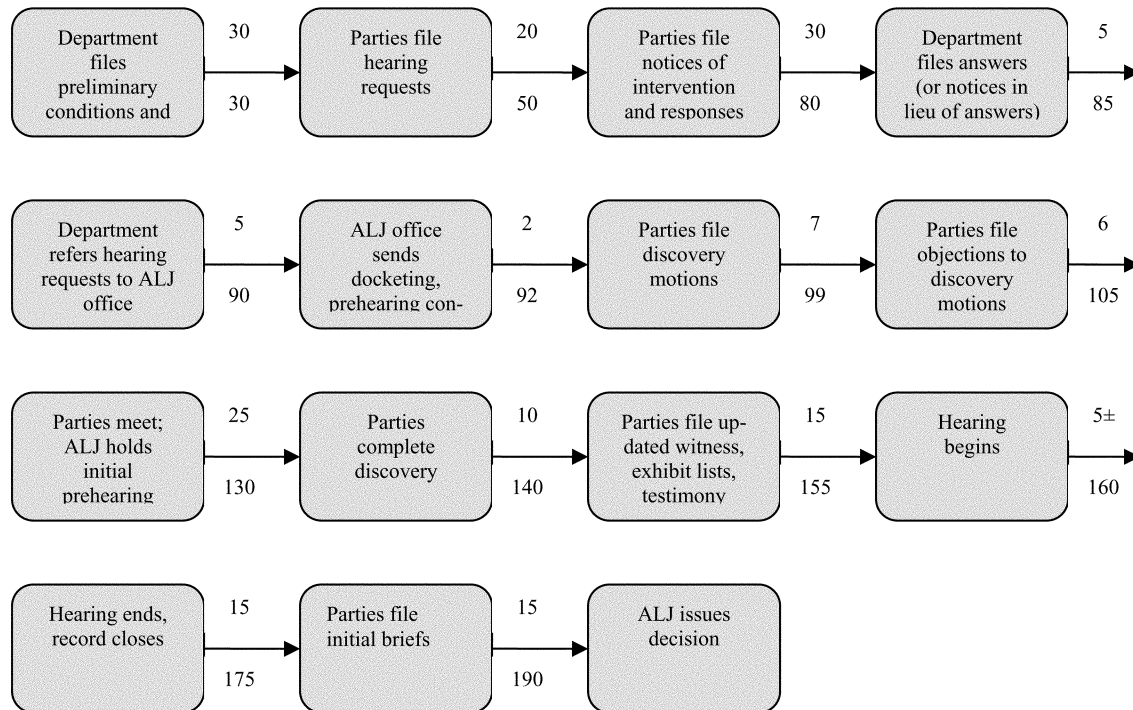 Department
files
preliminary
conditions and
30
30
Parties file
hearing
requests
20
50
Parties file
notices of
intervention
and responses
30
80
Department
files answers
(or notices in
lieu of answers)
5
85
Department
refers hearing
requests to ALJ
office
5
90
ALJ office
sends
docketing,
prehearing con-
2
92
Parties file
discovery
motions
7
99
Parties file
objections to
discovery
motions
6
105
Parties meet;
ALJ holds
initial
prehearing
25
130
Parties
complete
discovery
10
140
Parties file up-
dated witness,
exhibit lists,
testimony
15
155
Hearing
begins
5±
160
Hearing ends,
record closes
15
175
Parties file
initial briefs
15
190
ALJ issues
decision